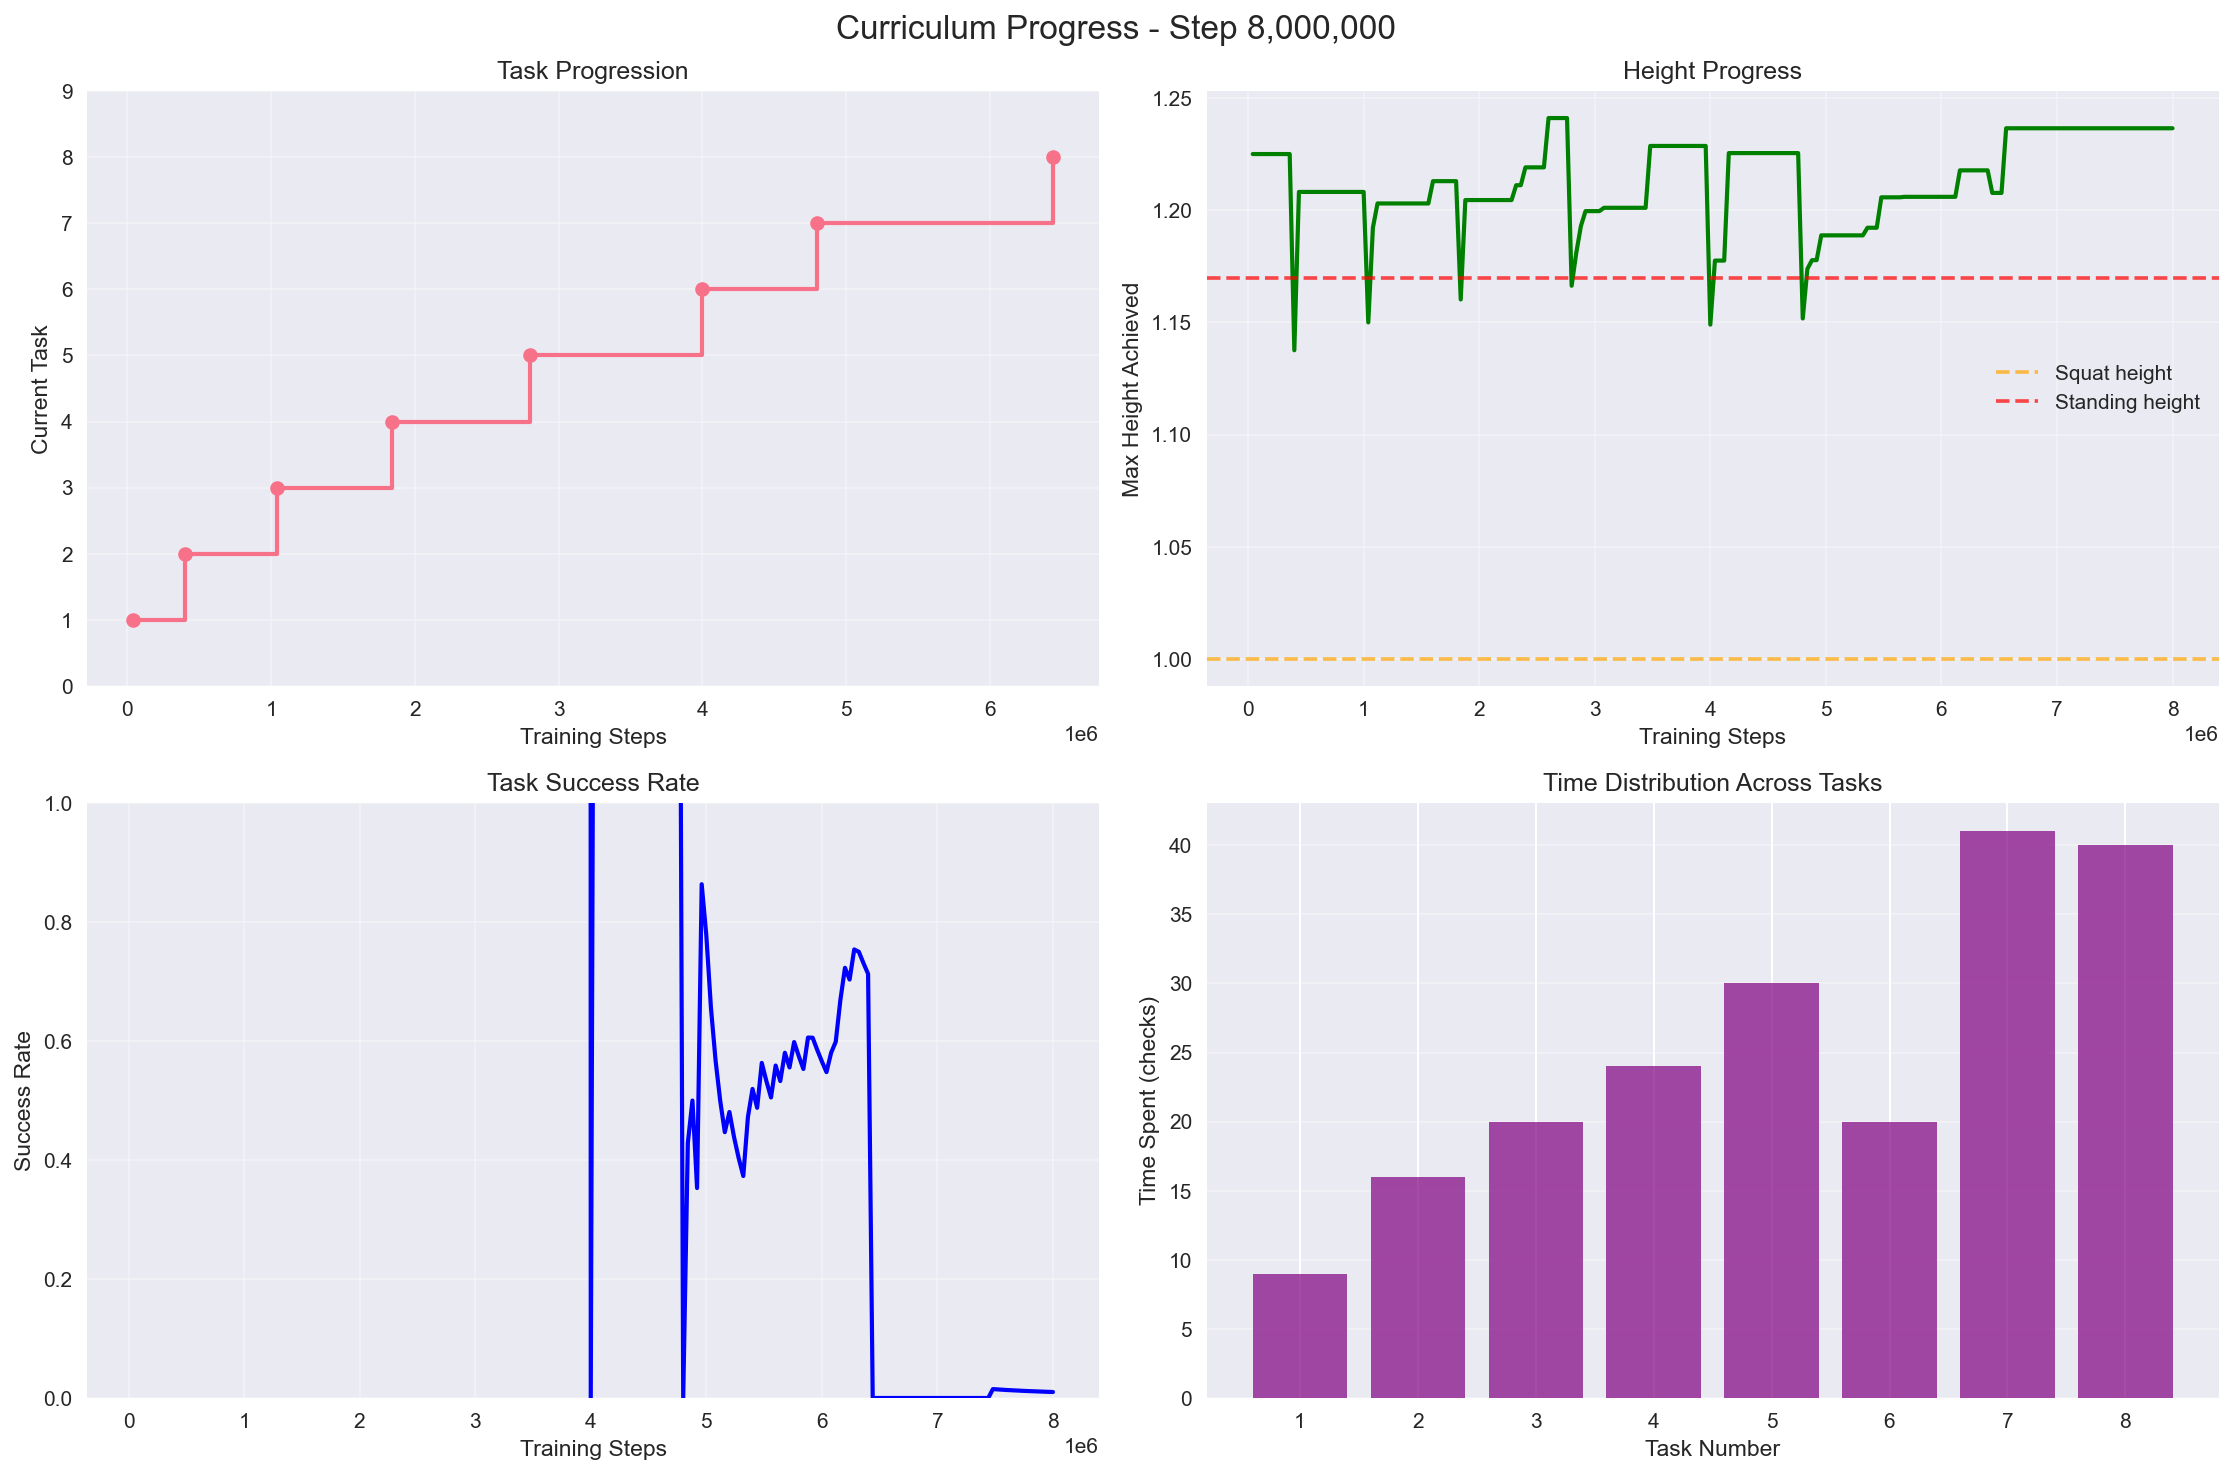 Curriculum Progress - Step 8,000,000
Task Progression
Current Task
9
8
7
6
5
4
3
2
1
0
0 1 2 3 4 5 6
1e6
Training Steps
Height Progress
Max Height Achieved
1.25
1.20
1.15
1.10
1.05
1.00
Squat height
Standing height
0 1 2 3 4 5 6 7 8
1e6
Training Steps
Task Success Rate
Success Rate
1.0
0.8
0.6
0.4
0.2
0.0
0 1 2 3 4 5 6 7 8
1e6
Training Steps
Time Distribution Across Tasks
Time Spent (checks)
40
35
30
25
20
15
10
5
0
1 2 3 4 5 6 7 8
Task Number